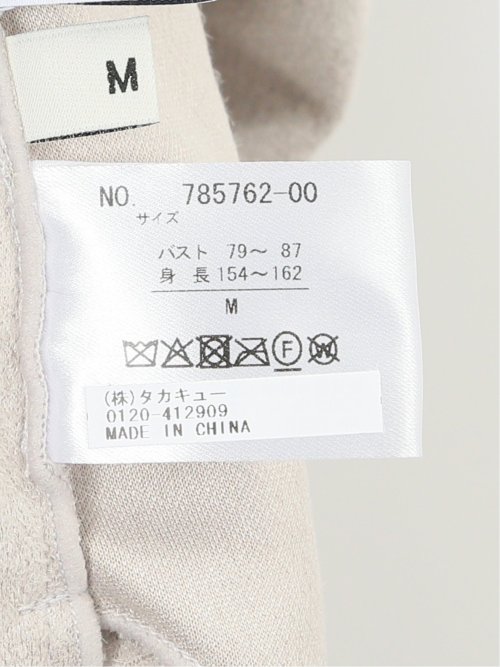 M
NO. 785762-00
サイズ
バスト 79～ 87
身 長 154～162
M
F
W
(株)タカキュー
0120-412909
MADE IN CHINA